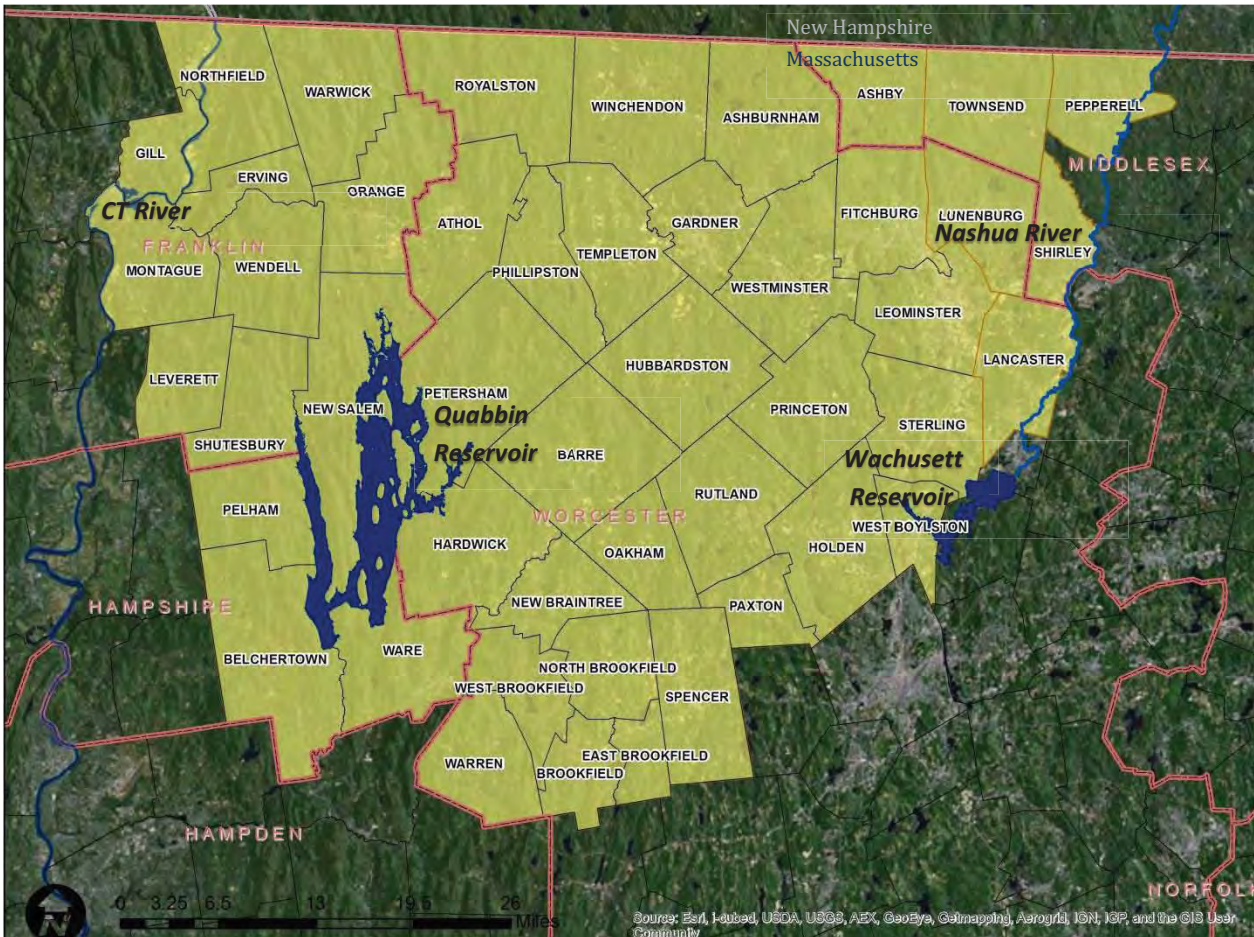 New Hampshire
Massachusetts
NORTHFIELD
WARWICK
ROYALSTON
WINCHENDON
ASHBURNHAM
ASHBY
TOWNSEND
PEPPERELL
GILL
ERVING
ORANGE
MIDDLESEX
CT River
FRANKLIN
ATHOL
GARDNER
FITCHBURG
LUNENBURG
Nashua River
SHIRLEY
MONTAGUE
WENDELL
PHILLIPSTON
TEMPLETON
WESTMINSTER
LEOMINSTER
LANCASTER
LEVERETT
HUBBARDSTON
NEW SALEM
PETERSHAM
PRINCETON
STERLING
SHUTESBURY
Quabbin
Reservoir
BARRE
Wachusett
Reservoir
PELHAM
RUTLAND
WORCESTER
WEST BOYLSTON
HARDWICK
OAKHAM
HOLDEN
HAMPSHIRE
NEW BRAINTREE
PAXTON
BELCHERTOWN
WARE
NORTH BROOKFIELD
WEST BROOKFIELD
SPENCER
WARREN
EAST BROOKFIELD
BROOKFIELD
HAMPDEN
NORFOL
N
0 3.25 6.5 13 19.5 26
Miles
Source: Esri, i-cubed, USDA, USGS, AEX, GeoEye, Getmapping, Aerogrid, IGN, IGP, and the GIS User
Community